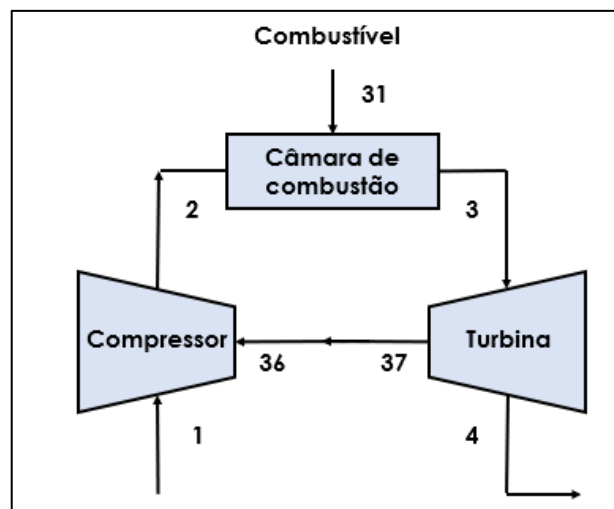 Combustível
31
Câmara de
combustão
2
3
Compressor
36
37
Turbina
1
4